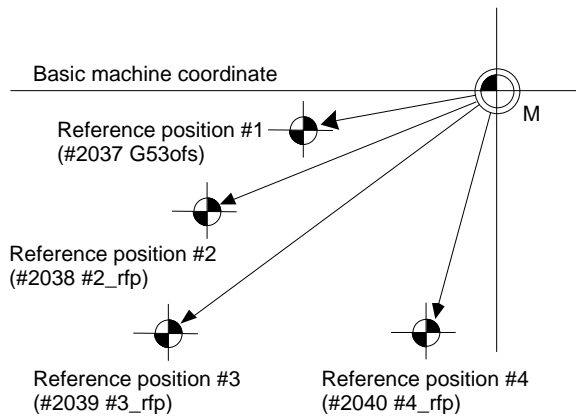 Basic machine coordinate
M
Reference position #1
(#2037 G53ofs)
Reference position #2
(#2038 #2_rfp)
Reference position #3
(#2039 #3_rfp)
Reference position #4
(#2040 #4_rfp)